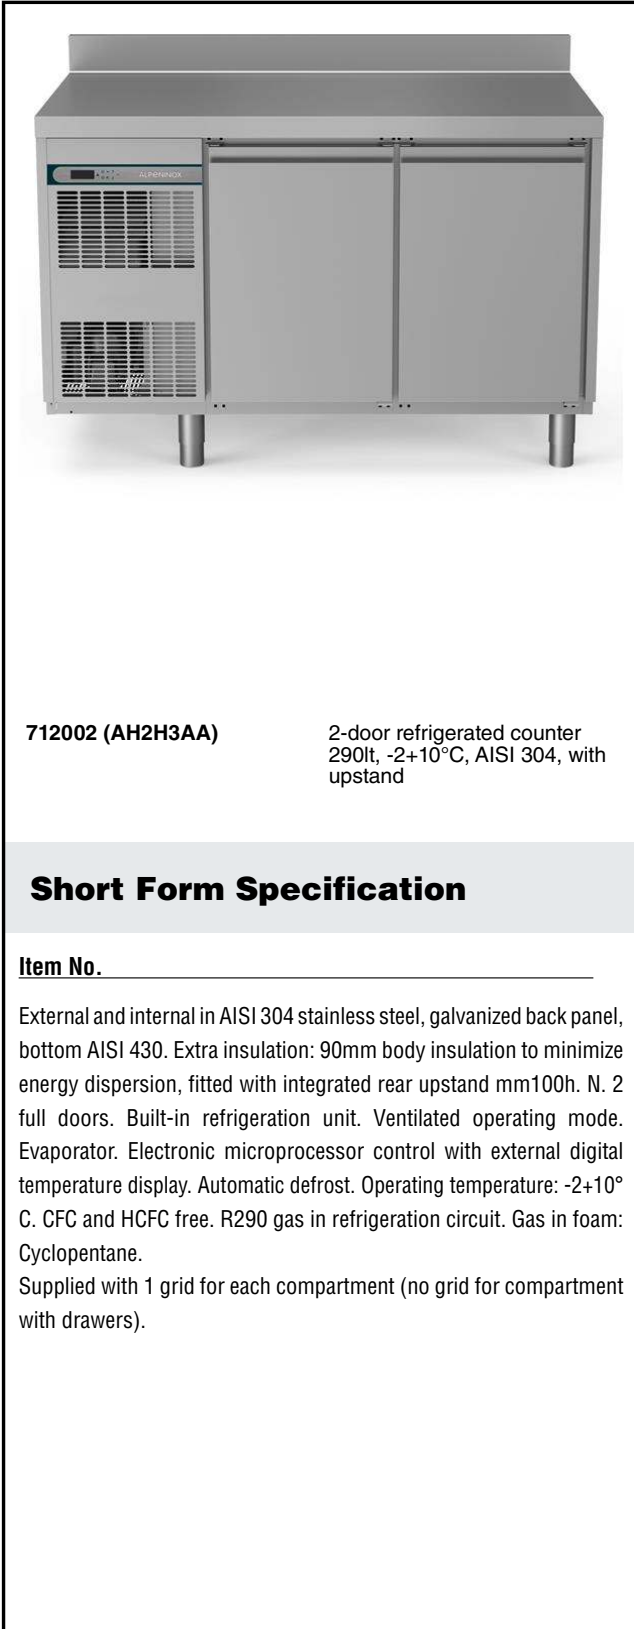 ALPENINOX
712002 (AH2H3AA)
2-door refrigerated counter
290lt, -2+10°C, AISI 304, with
upstand
Short Form Specification
Item No.
External and internal in AISI 304 stainless steel, galvanized back panel,
bottom AISI 430. Extra insulation: 90mm body insulation to minimize
energy dispersion, fitted with integrated rear upstand mm100h. N. 2
full doors. Built-in refrigeration unit. Ventilated operating mode.
Evaporator. Electronic microprocessor control with external digital
temperature display. Automatic defrost. Operating temperature: -2+10°
C. CFC and HCFC free. R290 gas in refrigeration circuit. Gas in foam:
Cyclopentane.
Supplied with 1 grid for each compartment (no grid for compartment
with drawers).